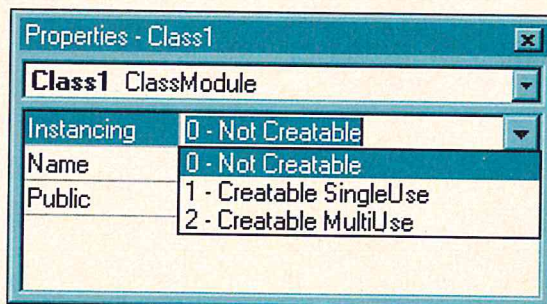 Properties - Class1
Class1 ClassModule
Instancing 0 - Not Creatable
Name 0 - Not Creatable
Public 1 - Creatable SingleUse
2 - Creatable MultiUse